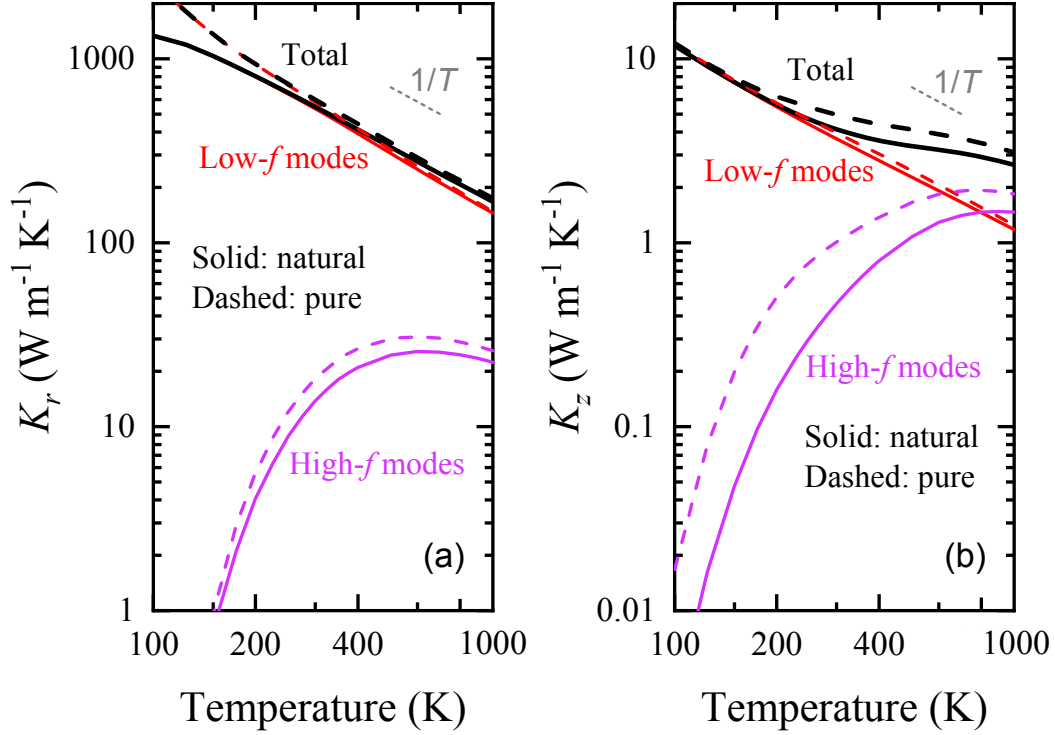 K_r (W m⁻¹ K⁻¹)
1000
100
10
1
Total
1/T
Low-f modes
Solid: natural
Dashed: pure
High-f modes
(a)
100
200
400
1000
Temperature (K)
K_z (W m⁻¹ K⁻¹)
10
1
0.1
0.01
Total
1/T
Low-f modes
High-f modes
Solid: natural
Dashed: pure
(b)
100
200
400
1000
Temperature (K)